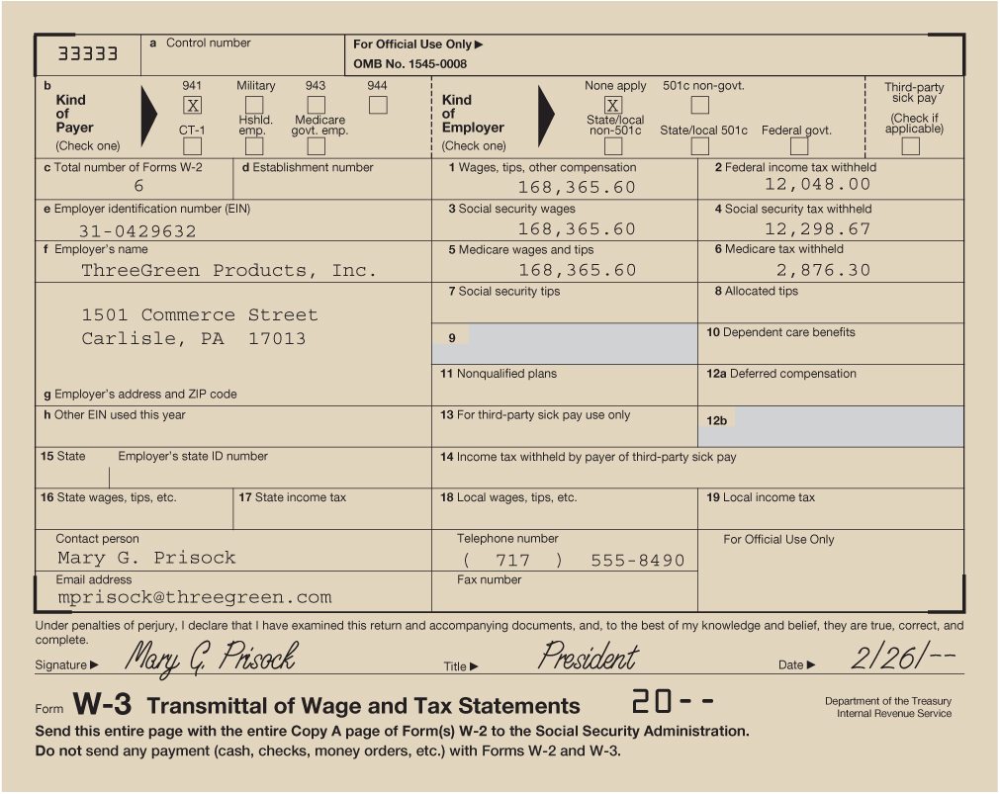 33333
a Control number
For Official Use Only ▶
OMB No. 1545-0008
b
Kind
of
Payer
(Check one)
941 Military 943 944
X
CT-1 Hshld. emp. Medicare govt. emp.
Kind
of
Employer
(Check one)
None apply 501c non-govt.
X
State/local non-501c State/local 501c Federal govt.
Third-party
sick pay
(Check if
applicable)
c Total number of Forms W-2
6
d Establishment number
1 Wages, tips, other compensation
168,365.60
2 Federal income tax withheld
12,048.00
e Employer identification number (EIN)
31-0429632
3 Social security wages
168,365.60
4 Social security tax withheld
12,298.67
f Employer's name
ThreeGreen Products, Inc.
5 Medicare wages and tips
168,365.60
6 Medicare tax withheld
2,876.30
1501 Commerce Street
Carlisle, PA 17013
g Employer's address and ZIP code
7 Social security tips
8 Allocated tips
9
10 Dependent care benefits
11 Nonqualified plans
12a Deferred compensation
h Other EIN used this year
13 For third-party sick pay use only
12b
15 State Employer's state ID number
14 Income tax withheld by payer of third-party sick pay
16 State wages, tips, etc.
17 State income tax
18 Local wages, tips, etc.
19 Local income tax
Contact person
Mary G. Prisock
Telephone number
( 717 ) 555-8490
For Official Use Only
Email address
mprisock@threegreen.com
Fax number
Under penalties of perjury, I declare that I have examined this return and accompanying documents, and, to the best of my knowledge and belief, they are true, correct, and
complete.
Signature ▶ Mary G. Prisock Title ▶ President Date ▶ 2/26/--
Form W-3 Transmittal of Wage and Tax Statements 20--
Department of the Treasury
Internal Revenue Service
Send this entire page with the entire Copy A page of Form(s) W-2 to the Social Security Administration.
Do not send any payment (cash, checks, money orders, etc.) with Forms W-2 and W-3.